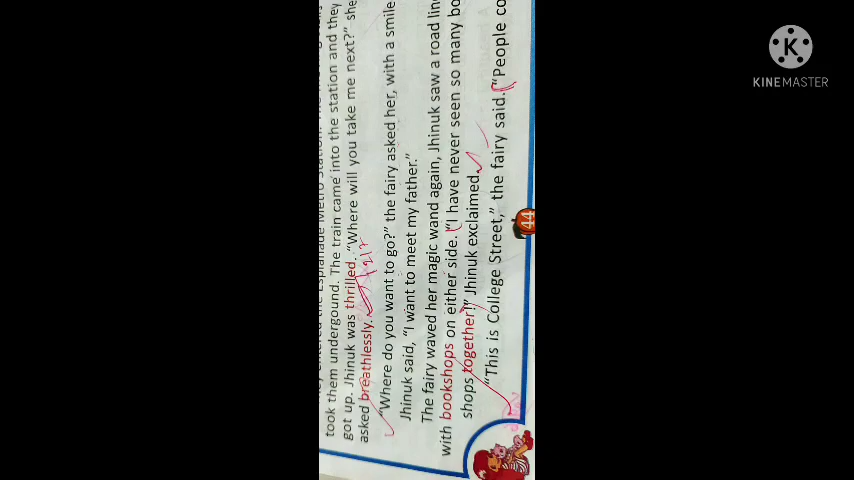 took them undergound. The train came into the station and they
got up. Jhinuk was thrilled. "Where will you take me next?" she
asked breathlessly.
"Where do you want to go?" the fairy asked her, with a smile
Jhinuk said, "I want to meet my father."
The fairy waved her magic wand again, Jhinuk saw a road
with bookshops on either side. "I have never seen so many
shops together!" Jhinuk exclaimed.
"This is College Street," the fairy said. "People
44
K
KINEMASTER